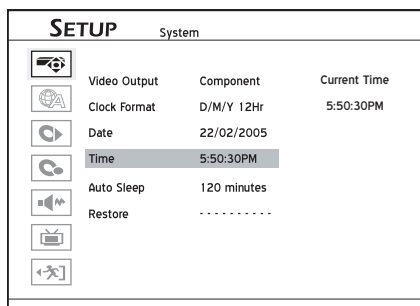 SETUP System
Video Output Component Current Time
Clock Format D/M/Y 12Hr 5:50:30PM
Date 22/02/2005
Time 5:50:30PM
Auto Sleep 120 minutes
Restore - - - - - - - - - -
A